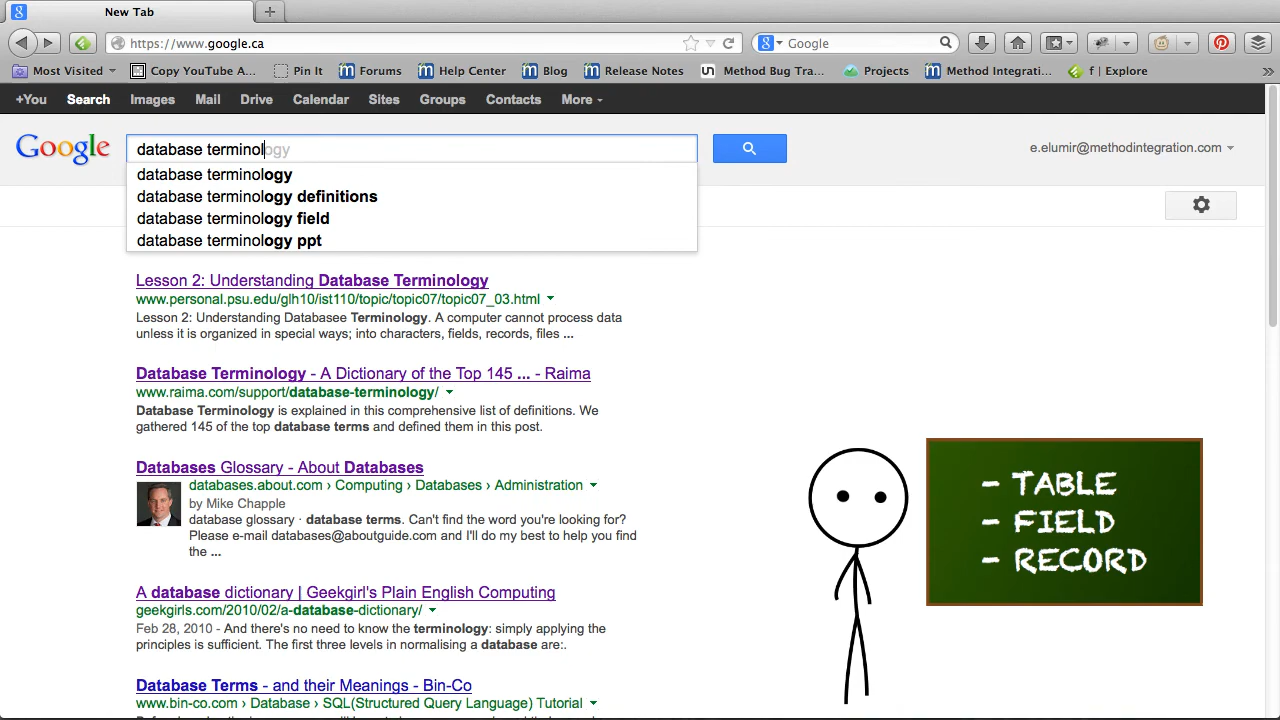 New Tab
https://www.google.ca
Google
Most Visited
Copy YouTube A...
Pin It
Forums
Help Center
Blog
Release Notes
Method Bug Tra...
Projects
Method Integrati...
f | Explore
+You Search Images Mail Drive Calendar Sites Groups Contacts More
Google
database terminology
e.elumir@methodintegration.com
database terminology
database terminology definitions
database terminology field
database terminology ppt
Lesson 2: Understanding Database Terminology
www.personal.psu.edu/glh10/ist110/topic/topic07/topic07_03.html
Lesson 2: Understanding Databasee Terminology. A computer cannot process data
unless it is organized in special ways; into characters, fields, records, files ...
Database Terminology - A Dictionary of the Top 145 ... - Raima
www.raima.com/support/database-terminology/
Database Terminology is explained in this comprehensive list of definitions. We
gathered 145 of the top database terms and defined them in this post.
Databases Glossary - About Databases
databases.about.com › Computing › Databases › Administration
by Mike Chapple
database glossary · database terms. Can't find the word you're looking for?
Please e-mail databases@aboutguide.com and I'll do my best to help you find
the ...
A database dictionary | Geekgirl's Plain English Computing
geekgirls.com/2010/02/a-database-dictionary/
Feb 28, 2010 - And there's no need to know the terminology: simply applying the
principles is sufficient. The first three levels in normalising a database are:.
Database Terms - and their Meanings - Bin-Co
www.bin-co.com › Database › SQL(Structured Query Language) Tutorial
- TABLE
- FIELD
- RECORD